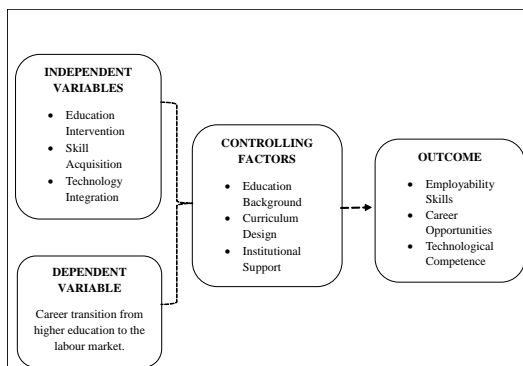 INDEPENDENT
VARIABLES
• Education
Intervention
• Skill
Acquisition
• Technology
Integration
DEPENDENT
VARIABLE
Career transition from
higher education to the
labour market.
CONTROLLING
FACTORS
• Education
Background
• Curriculum
Design
• Institutional
Support
OUTCOME
• Employability
Skills
• Career
Opportunities
• Technological
Competence